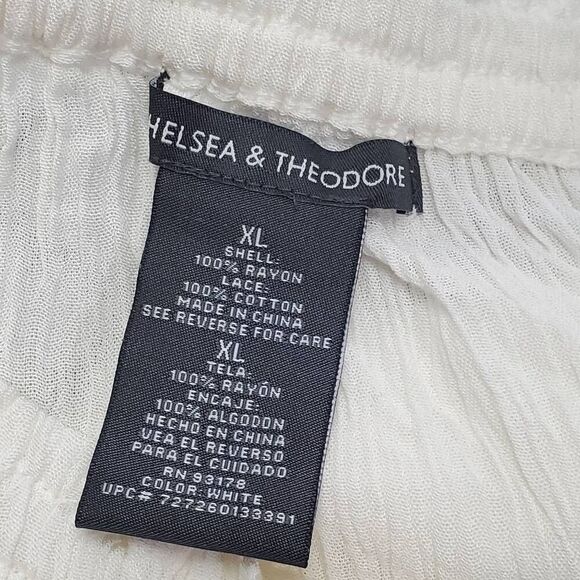 HELSEA & THEODORE
XL
SHELL:
100% RAYON
LACE:
100% COTTON
MADE IN CHINA
SEE REVERSE FOR CARE
XL
TELA:
100% RAYÓN
ENCAJE:
100% ALGODON
HECHO EN CHINA
VEA EL REVERSO
PARA EL CUIDADO
RN 93178
COLOR: WHITE
UPC# 727260133391